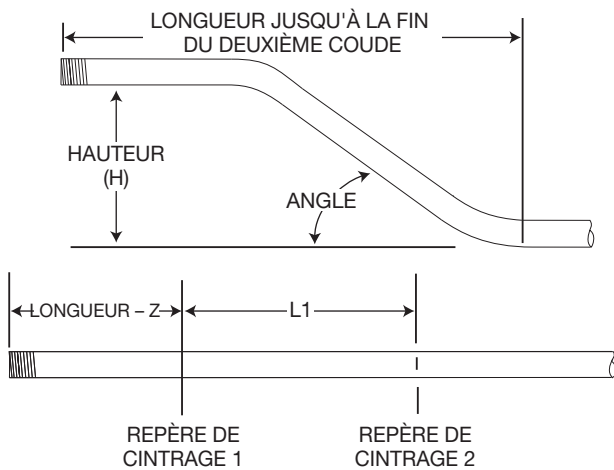 LONGUEUR JUSQU'À LA FIN
DU DEUXIÈME COUDE
HAUTEUR
(H)
ANGLE
LONGUEUR – Z
L1
REPÈRE DE
CINTRAGE 1
REPÈRE DE
CINTRAGE 2